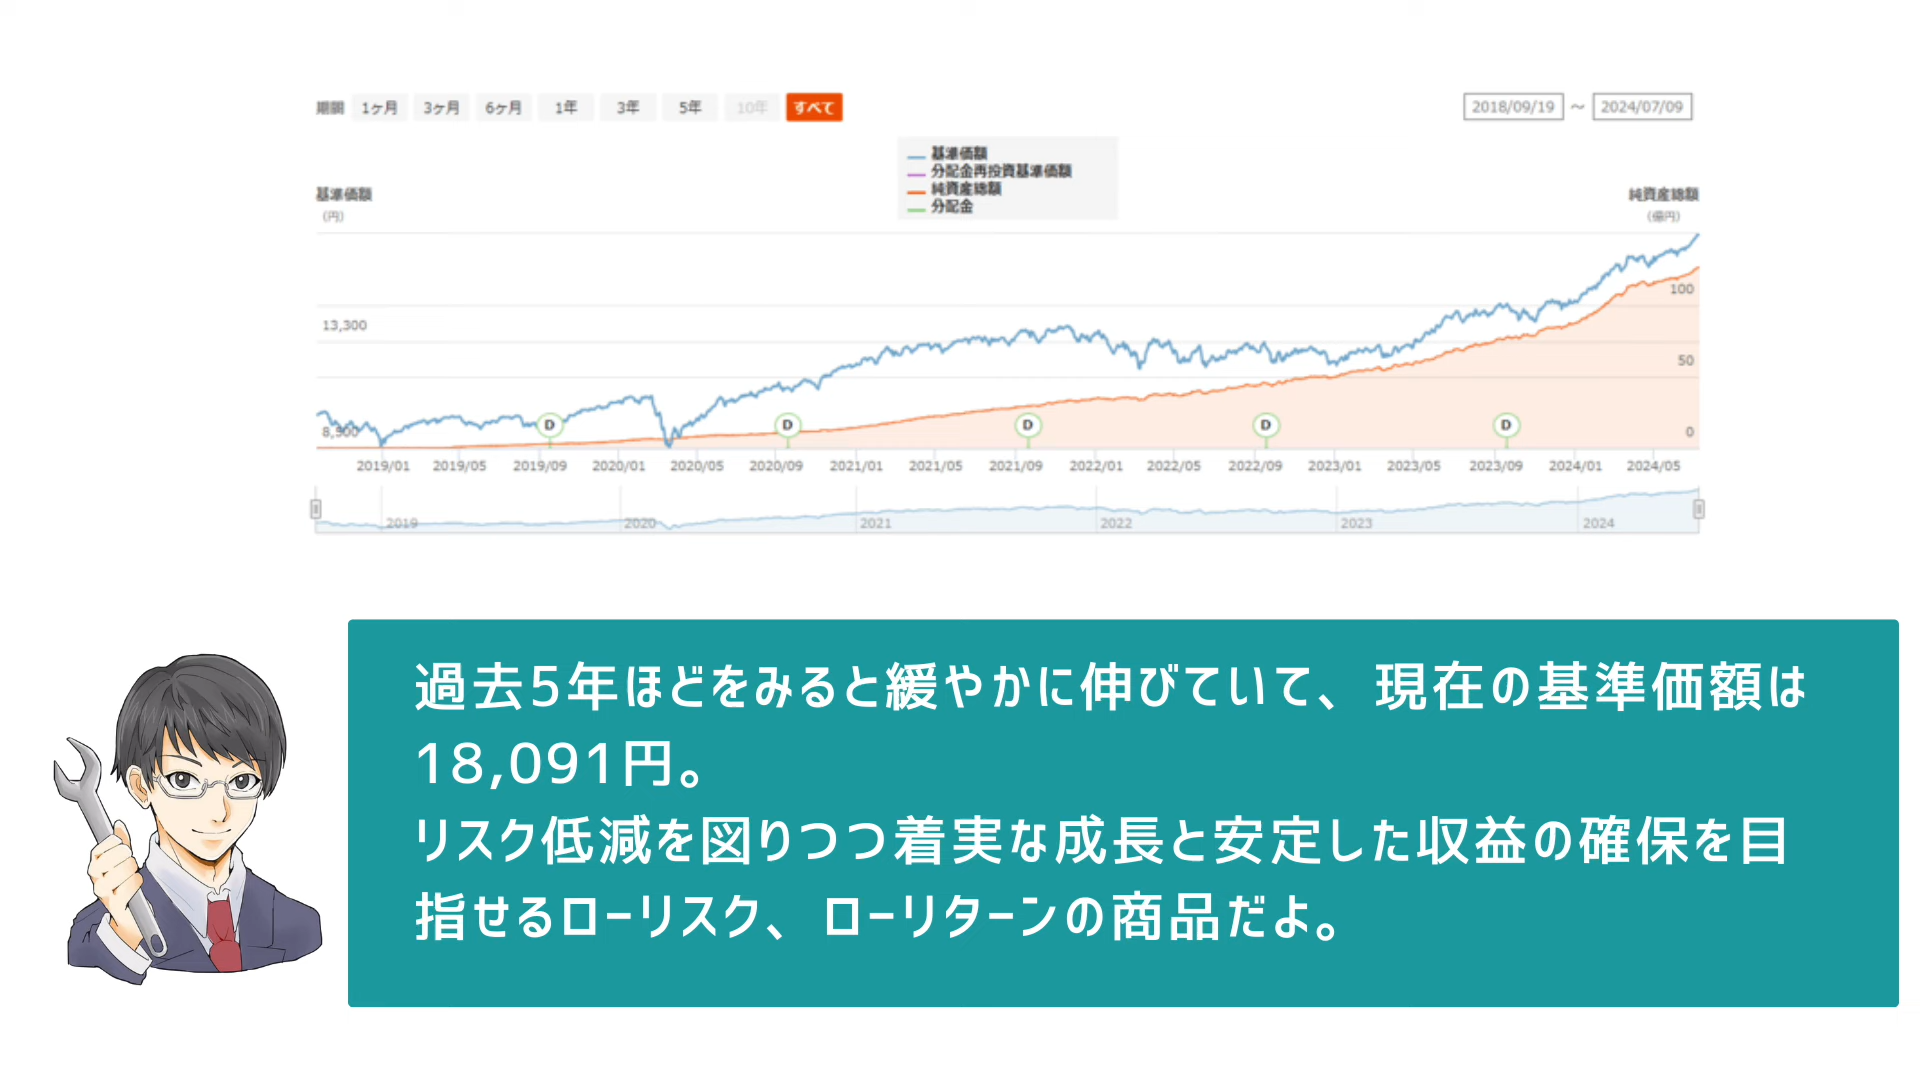 期間 1ヶ月 3ヶ月 6ヶ月 1年 3年 5年 10年 すべて 2018/09/19 ～ 2024/07/09
基準価額
分配金再投資基準価額
純資産総額
分配金
基準価額 純資産総額
(円) (億円)
100
13,300
50
D D D D D
8,900 0
2019/01 2019/05 2019/09 2020/01 2020/05 2020/09 2021/01 2021/05 2021/09 2022/01 2022/05 2022/09 2023/01 2023/05 2023/09 2024/01 2024/05
2019 2020 2021 2022 2023 2024
過去5年ほどをみると緩やかに伸びていて、現在の基準価額は
18,091円。
リスク低減を図りつつ着実な成長と安定した収益の確保を目
指せるローリスク、ローリターンの商品だよ。